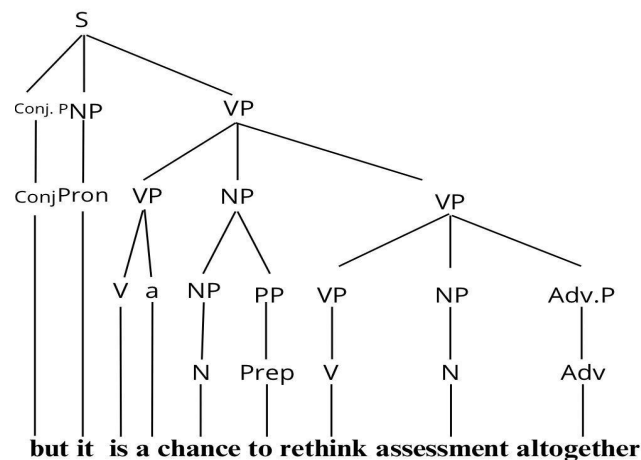 S
Conj. P NP VP
Conj Pron VP NP VP
V a NP PP VP NP Adv.P
N Prep V N Adv
but it is a chance to rethink assessment altogether